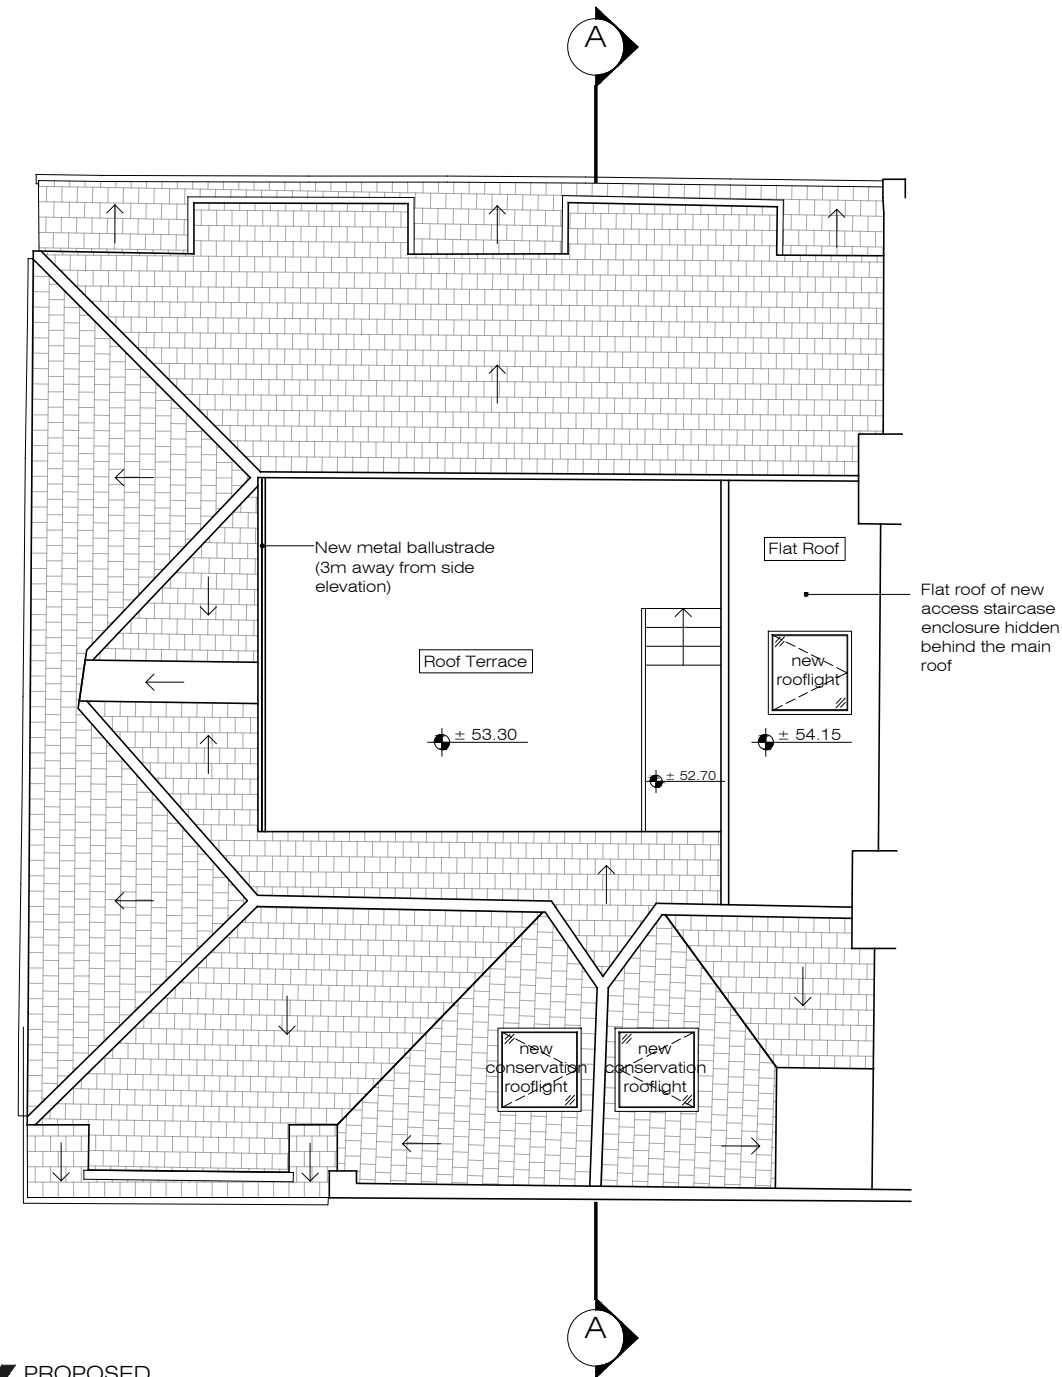 A
New metal ballustrade
(3m away from side
elevation)
Flat Roof
Flat roof of new
access staircase
enclosure hidden
behind the main
roof
Roof Terrace
new
rooflight
± 53.30
± 54.15
± 52.70
new
conservation
rooflight
new
conservation
rooflight
A
PROPOSED